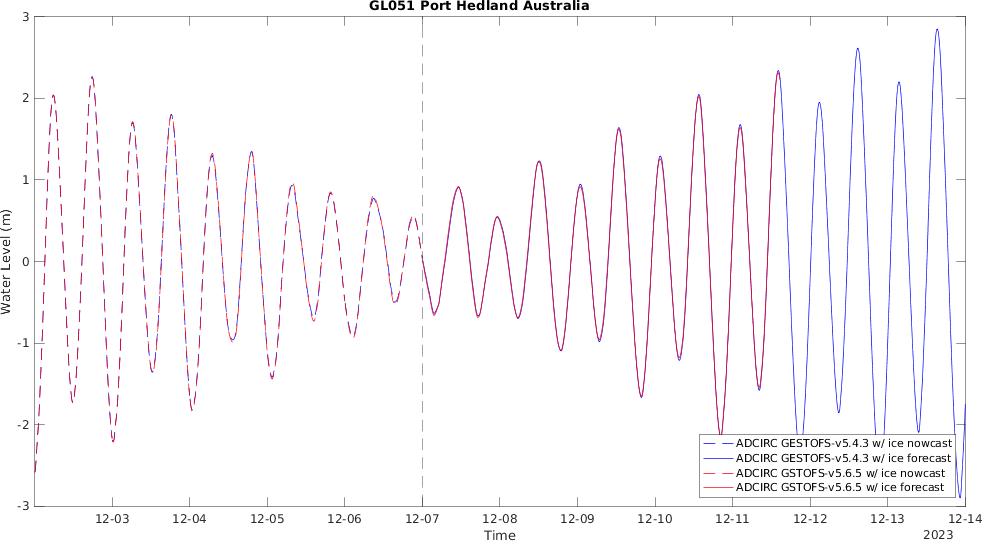 GL051 Port Hedland Australia
3
2
1
0
-1
-2
-3
Water Level (m)
ADCIRC GESTOFS-v5.4.3 w/ ice nowcast
ADCIRC GESTOFS-v5.4.3 w/ ice forecast
ADCIRC GSTOFS-v5.6.5 w/ ice nowcast
ADCIRC GSTOFS-v5.6.5 w/ ice forecast
12-03 12-04 12-05 12-06 12-07 12-08 12-09 12-10 12-11 12-12 12-13 12-14
Time
2023